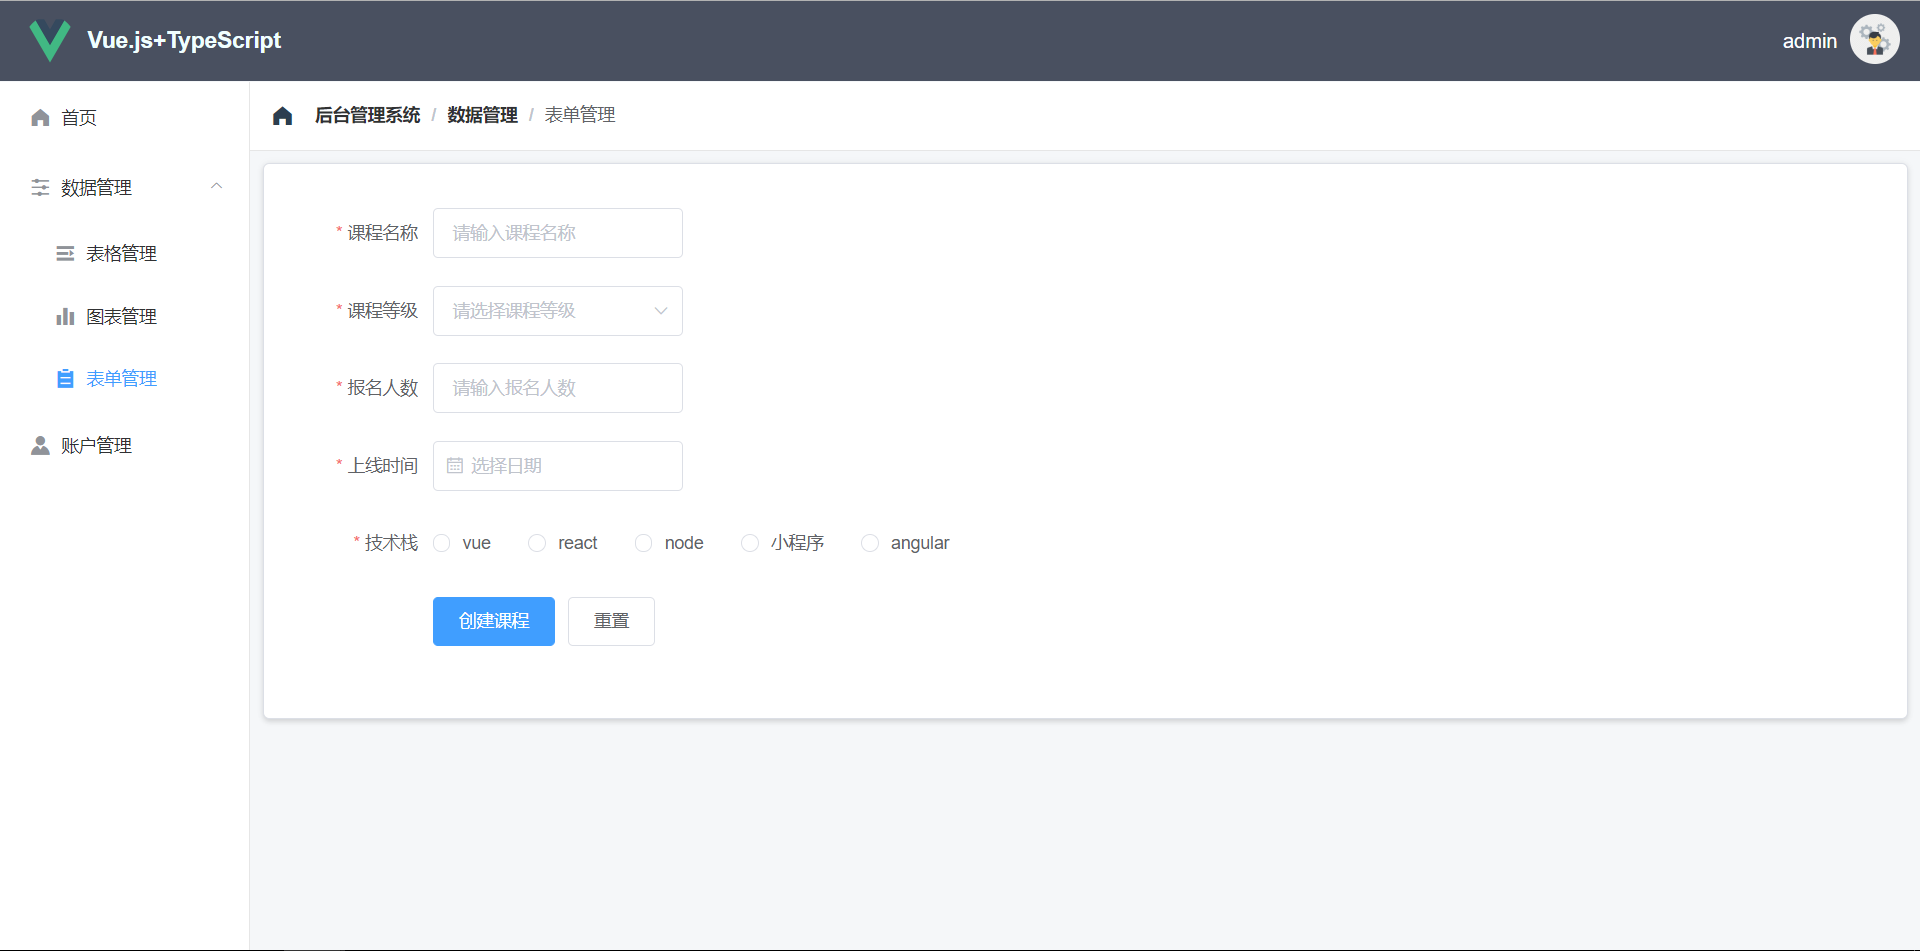 Vue.js+TypeScript
admin
首页
数据管理
表格管理
图表管理
表单管理
账户管理
后台管理系统 / 数据管理 / 表单管理
* 课程名称 请输入课程名称
* 课程等级 请选择课程等级
* 报名人数 请输入报名人数
* 上线时间 选择日期
* 技术栈 vue react node 小程序 angular
创建课程 重置